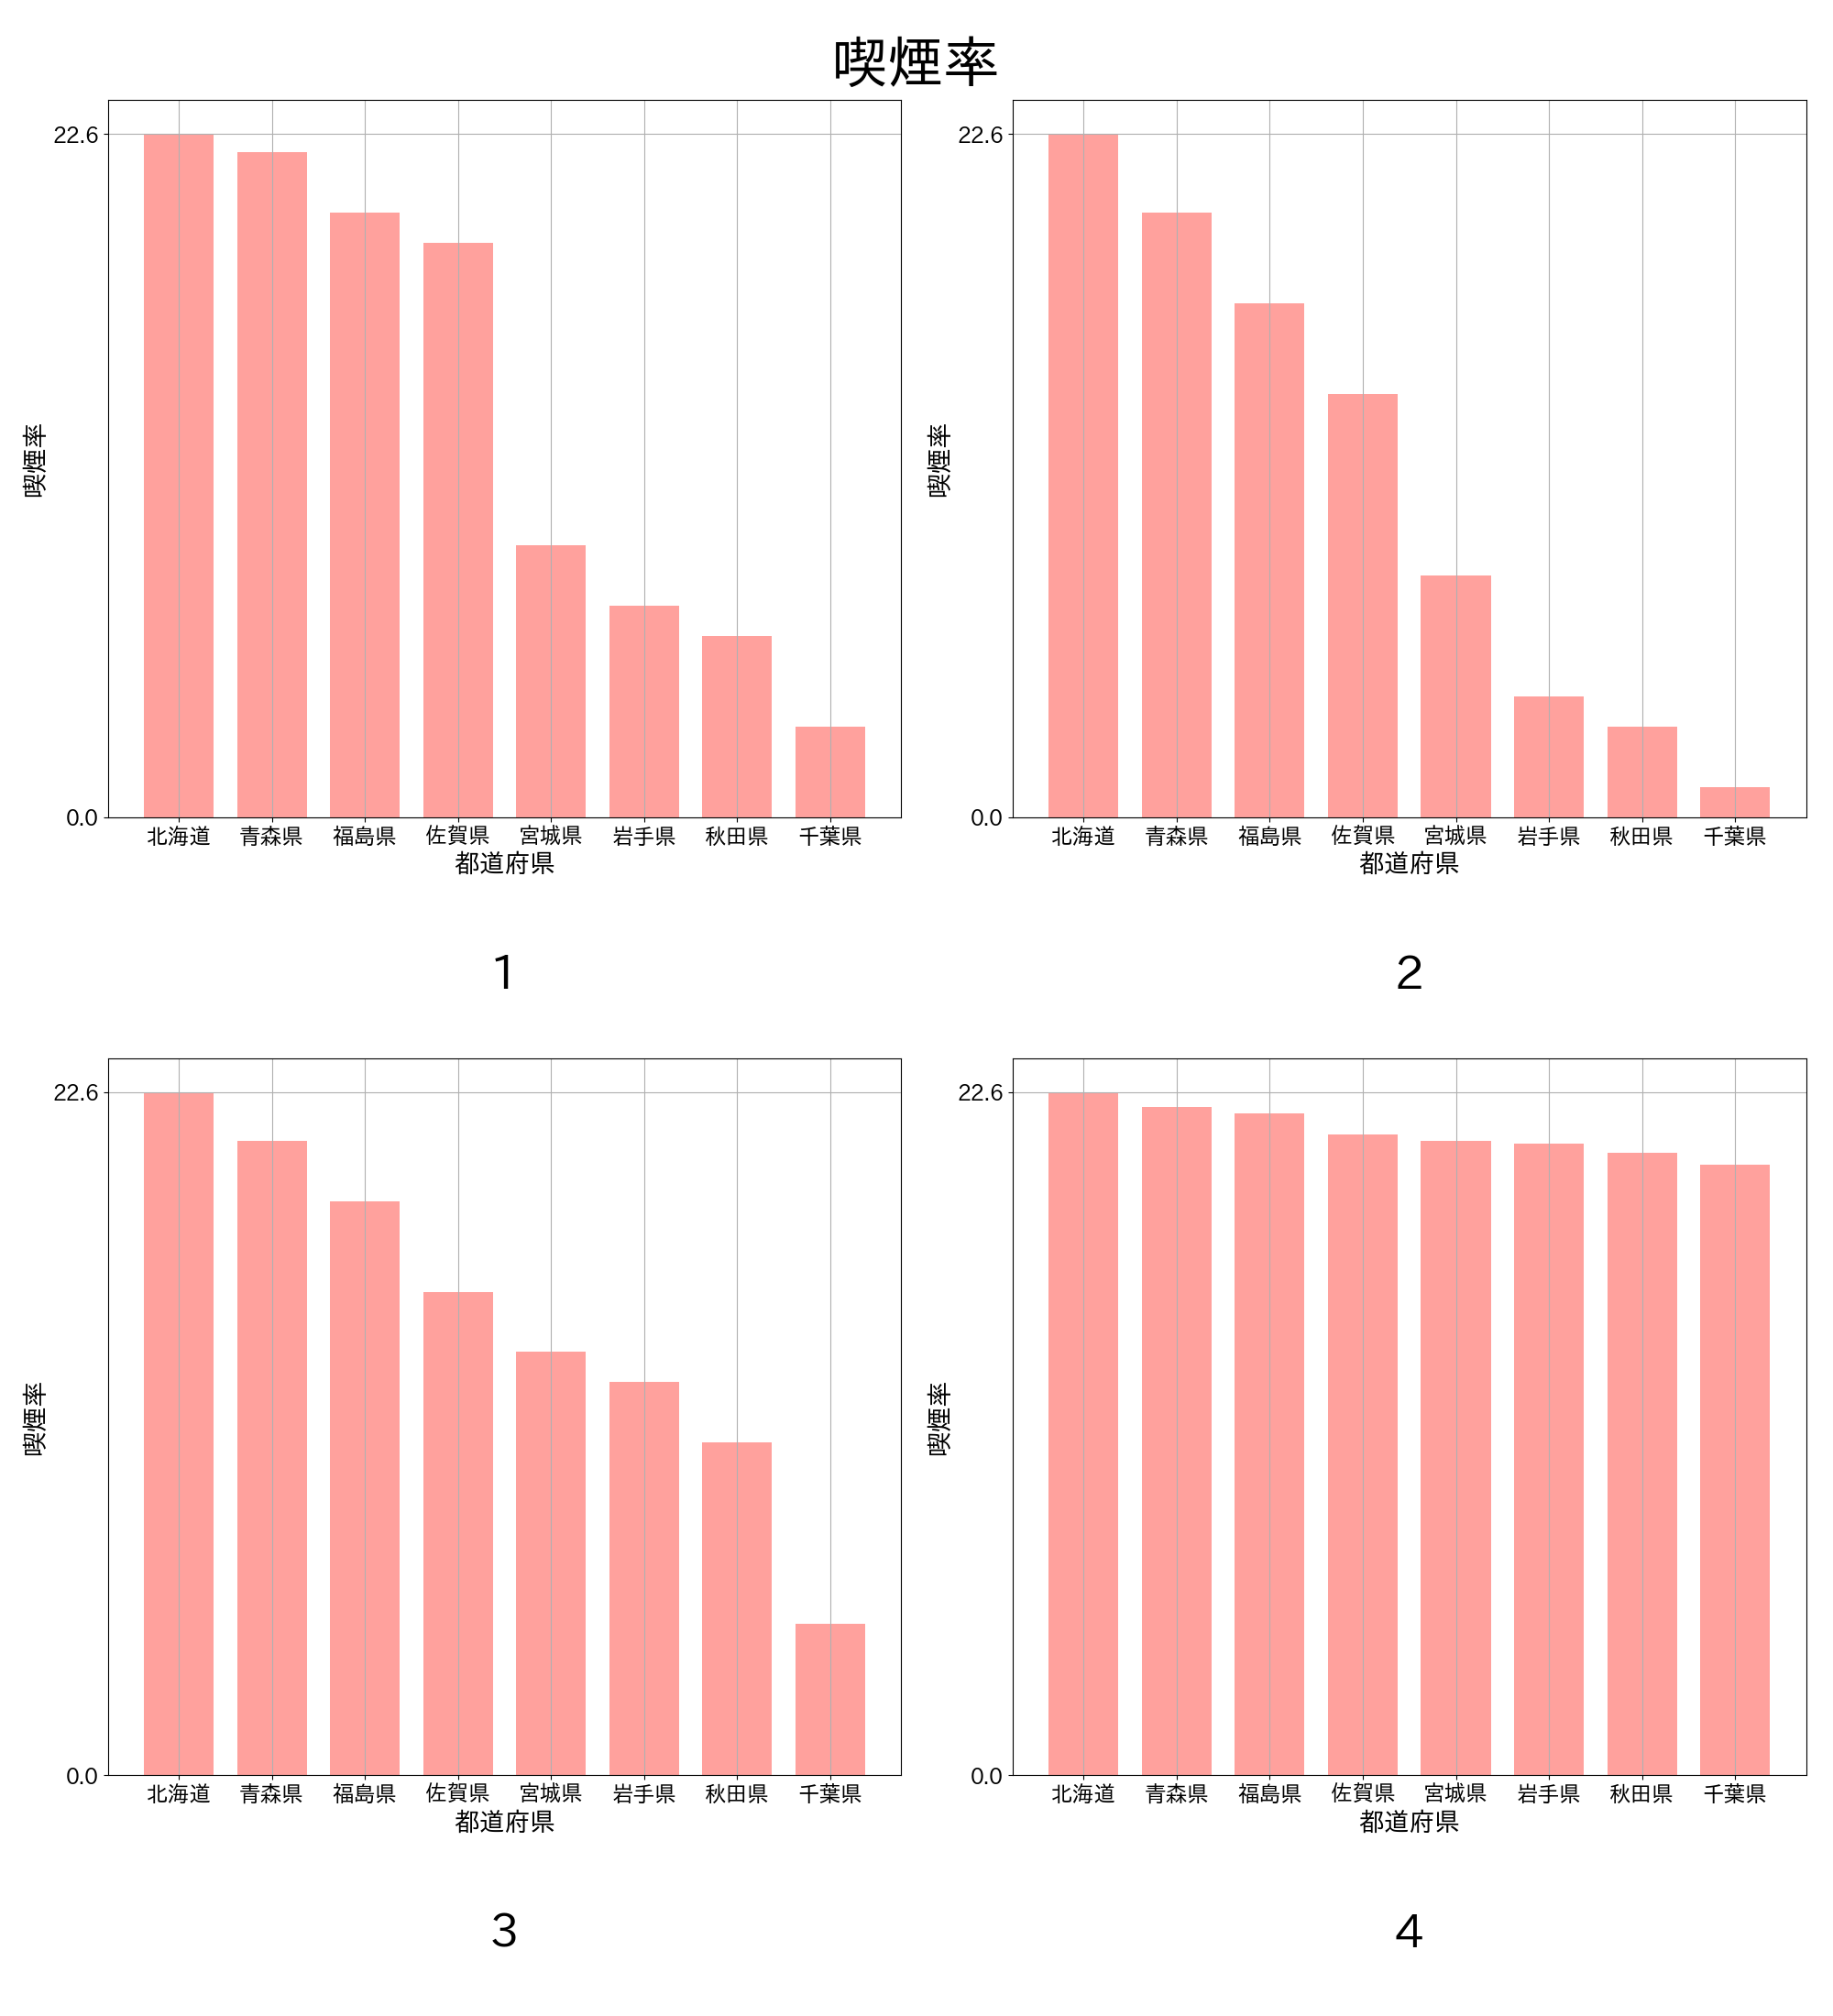 喫煙率
22.6
0.0
喫煙率
北海道 青森県 福島県 佐賀県 宮城県 岩手県 秋田県 千葉県
都道府県
1
22.6
0.0
喫煙率
北海道 青森県 福島県 佐賀県 宮城県 岩手県 秋田県 千葉県
都道府県
2
22.6
0.0
喫煙率
北海道 青森県 福島県 佐賀県 宮城県 岩手県 秋田県 千葉県
都道府県
3
22.6
0.0
喫煙率
北海道 青森県 福島県 佐賀県 宮城県 岩手県 秋田県 千葉県
都道府県
4